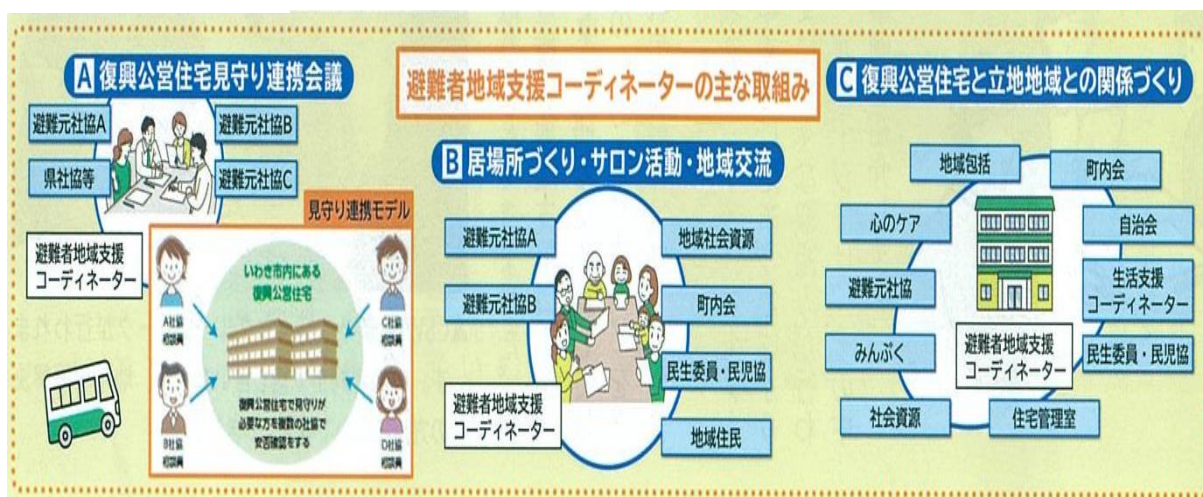 避難者地域支援コーディネーターの主な取組み
A 復興公営住宅見守り連携会議
避難元社協A
避難元社協B
県社協等
避難元社協C
避難者地域支援
コーディネーター
見守り連携モデル
いわき市内にある
復興公営住宅
A社協
相談員
C社協
相談員
B社協
相談員
D社協
相談員
復興公営住宅で見守りが
必要な方を複数の社協で
安否確認をする
B 居場所づくり・サロン活動・地域交流
避難元社協A
地域社会資源
避難元社協B
町内会
民生委員・民児協
避難者地域支援
コーディネーター
地域住民
C 復興公営住宅と立地地域との関係づくり
地域包括
町内会
心のケア
自治会
避難元社協
生活支援
コーディネーター
みんぷく
避難者地域支援
コーディネーター
民生委員・民児協
社会資源
住宅管理室